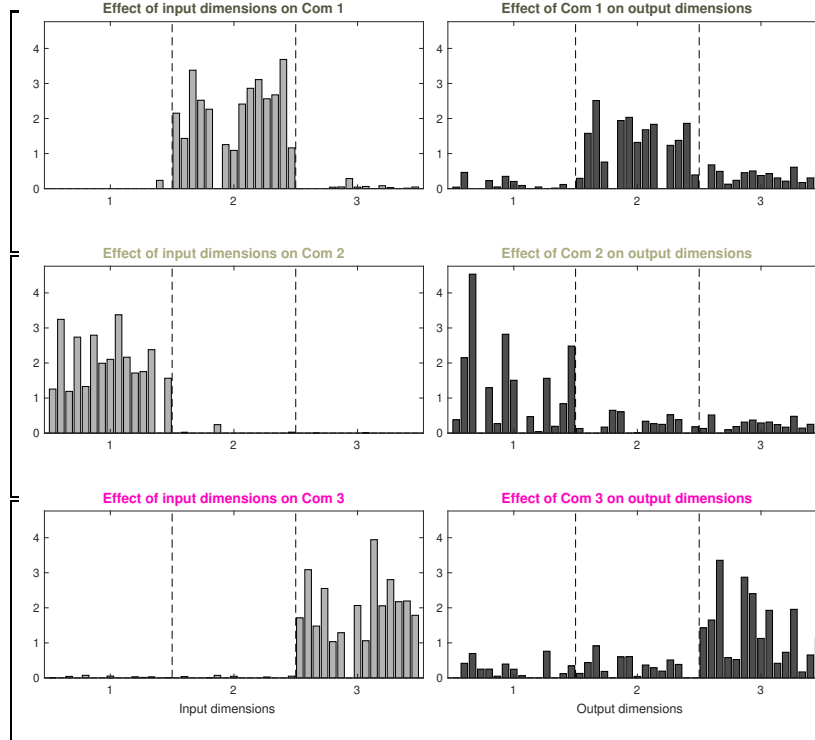 Effect of input dimensions on Com 1
Effect of Com 1 on output dimensions
4
3
2
1
0
1 2 3
4
3
2
1
0
1 2 3
Effect of input dimensions on Com 2
Effect of Com 2 on output dimensions
4
3
2
1
0
1 2 3
4
3
2
1
0
1 2 3
Effect of input dimensions on Com 3
Effect of Com 3 on output dimensions
4
3
2
1
0
1 2 3
Input dimensions
4
3
2
1
0
1 2 3
Output dimensions